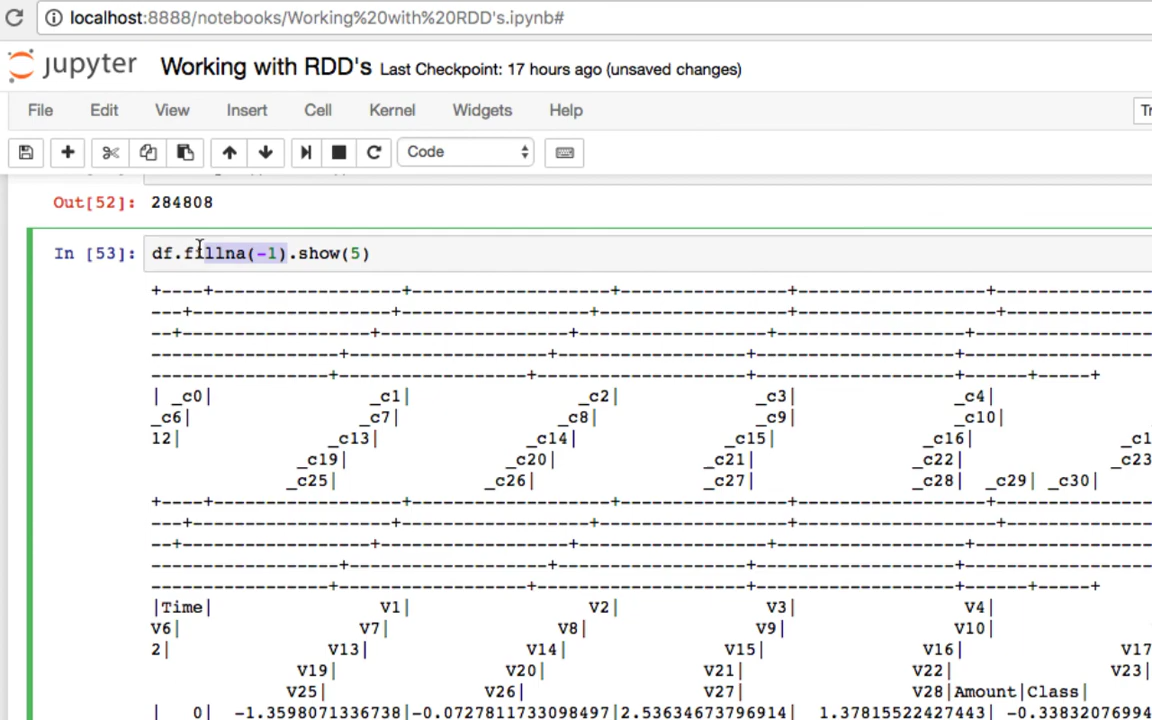 localhost:8888/notebooks/Working%20with%20RDD's.ipynb#
jupyter Working with RDD's Last Checkpoint: 17 hours ago (unsaved changes)
File Edit View Insert Cell Kernel Widgets Help
Code
Out[52]: 284808
In [53]: df.fillna(-1).show(5)
+----+------------------+-------------------+----------------+-------------------+---------------
---+------------------+-------------------+------------------+-------------------+--------------
--+------------------+------------------+------------------+------------------+-----------------
------------------+-------------------+------------------+-------------------+------------------
-----------------+------------------+--------------------+-------------------+------+-----+
| _c0| _c1| _c2| _c3| _c4|
_c6| _c7| _c8| _c9| _c10|
12| _c13| _c14| _c15| _c16| _c1
_c19| _c20| _c21| _c22| _c23
_c25| _c26| _c27| _c28| _c29| _c30|
+----+------------------+-------------------+----------------+-------------------+---------------
---+------------------+-------------------+------------------+-------------------+--------------
--+------------------+------------------+------------------+------------------+-----------------
------------------+-------------------+------------------+-------------------+------------------
-----------------+------------------+--------------------+-------------------+------+-----+
|Time| V1| V2| V3| V4|
V6| V7| V8| V9| V10|
2| V13| V14| V15| V16| V17
V19| V20| V21| V22| V23
V25| V26| V27| V28|Amount|Class|
| 0| -1.3598071336738|-0.0727811733098497|2.53634673796914| 1.37815522427443| -0.33832076994